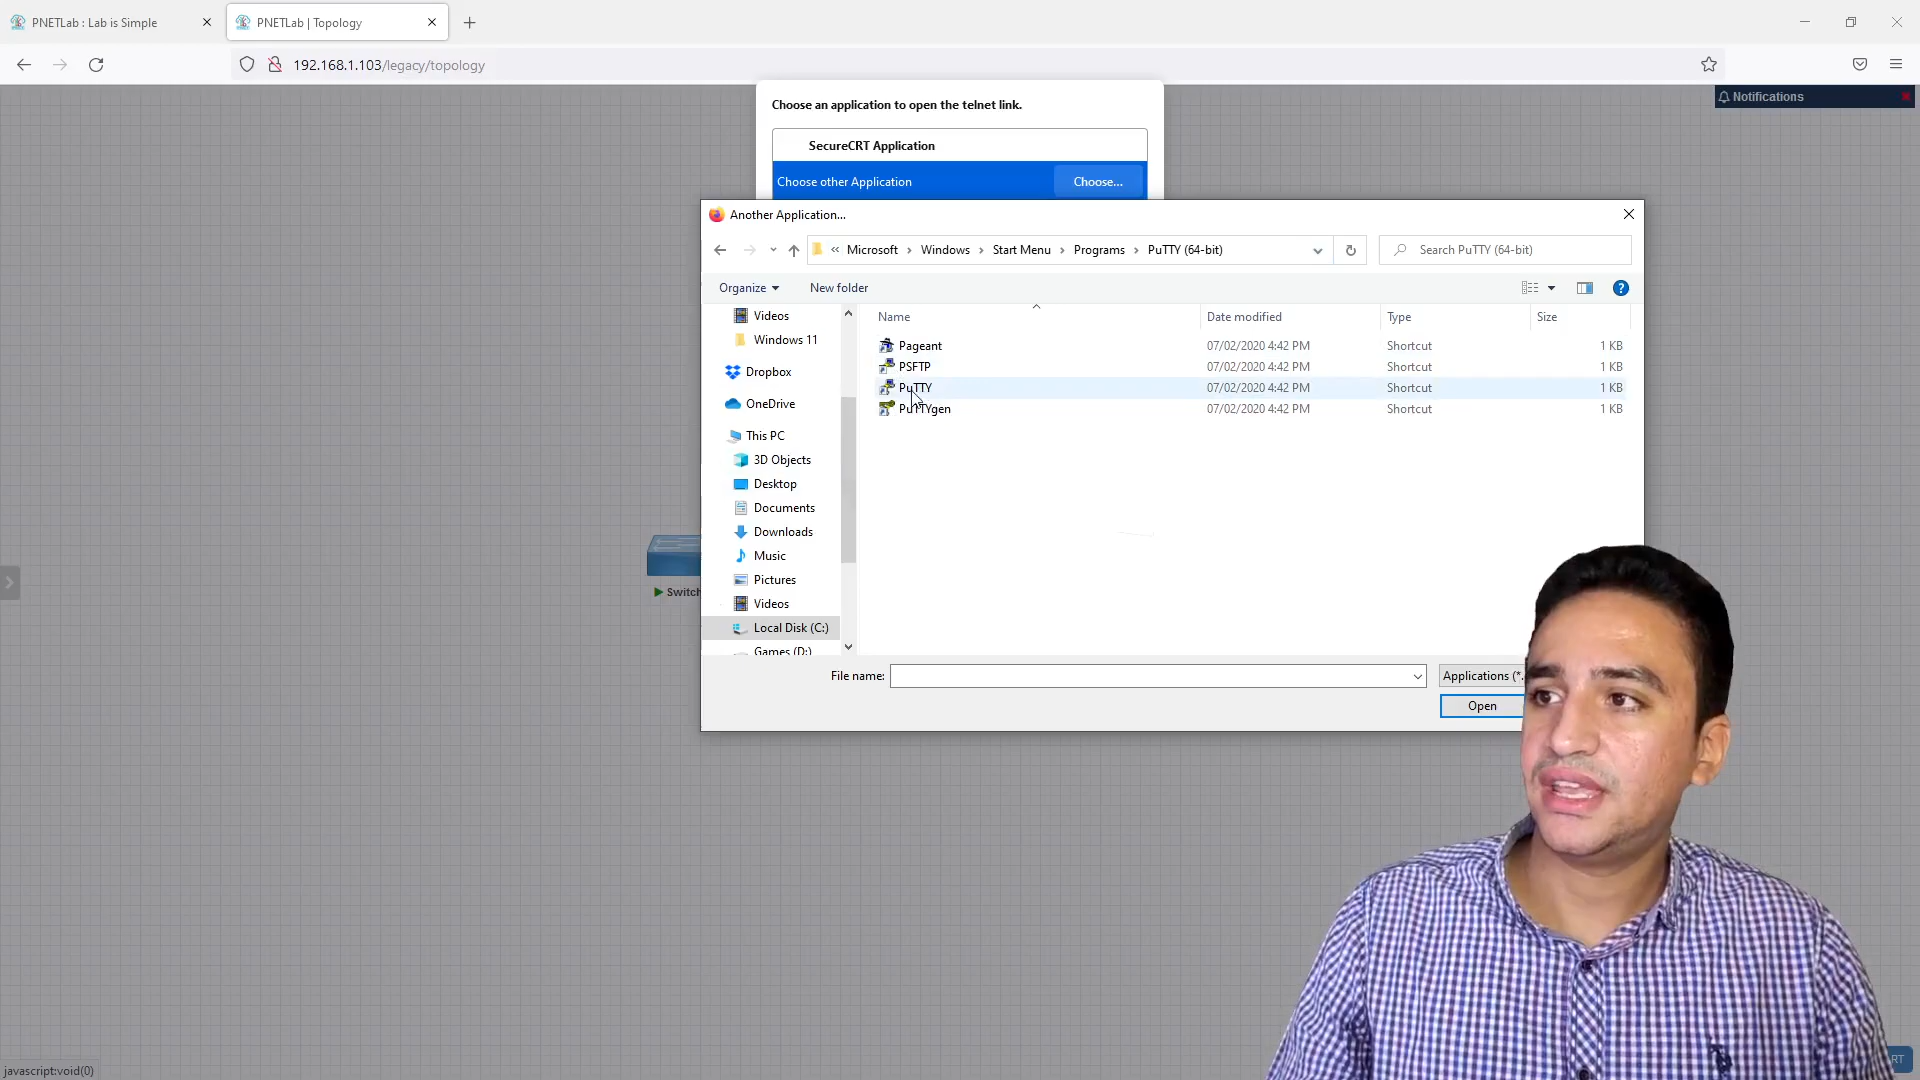 PNETLab : Lab is Simple
PNETLab | Topology
192.168.1.103/legacy/topology
Notifications
Choose an application to open the telnet link.
SecureCRT Application
Choose other Application
Choose...
Another Application...
« Microsoft › Windows › Start Menu › Programs › PuTTY (64-bit)
Search PuTTY (64-bit)
Organize
New folder
Name Date modified Type Size
Pageant 07/02/2020 4:42 PM Shortcut 1 KB
PSFTP 07/02/2020 4:42 PM Shortcut 1 KB
PuTTY 07/02/2020 4:42 PM Shortcut 1 KB
PuTTYgen 07/02/2020 4:42 PM Shortcut 1 KB
Videos
Windows 11
Dropbox
OneDrive
This PC
3D Objects
Desktop
Documents
Downloads
Music
Pictures
Videos
Local Disk (C:)
Games (D:)
Switch
File name:
Applications (*.
Open
javascript:void(0)
RT